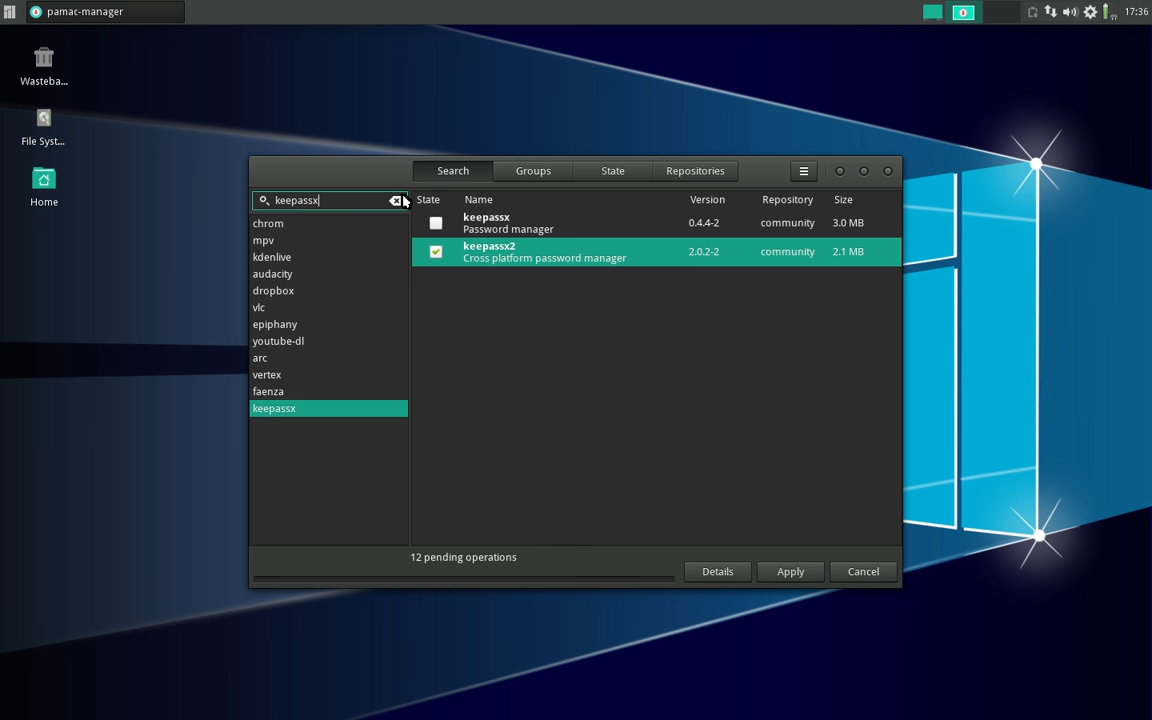 pamac-manager
17:36
Wasteba...
File Syst...
Home
Search
Groups
State
Repositories
keepassx
chrom
mpv
kdenlive
audacity
dropbox
vlc
epiphany
youtube-dl
arc
vertex
faenza
keepassx
State Name Version Repository Size
keepassx
Password manager
0.4.4-2 community 3.0 MB
keepassx2
Cross platform password manager
2.0.2-2 community 2.1 MB
12 pending operations
Details
Apply
Cancel